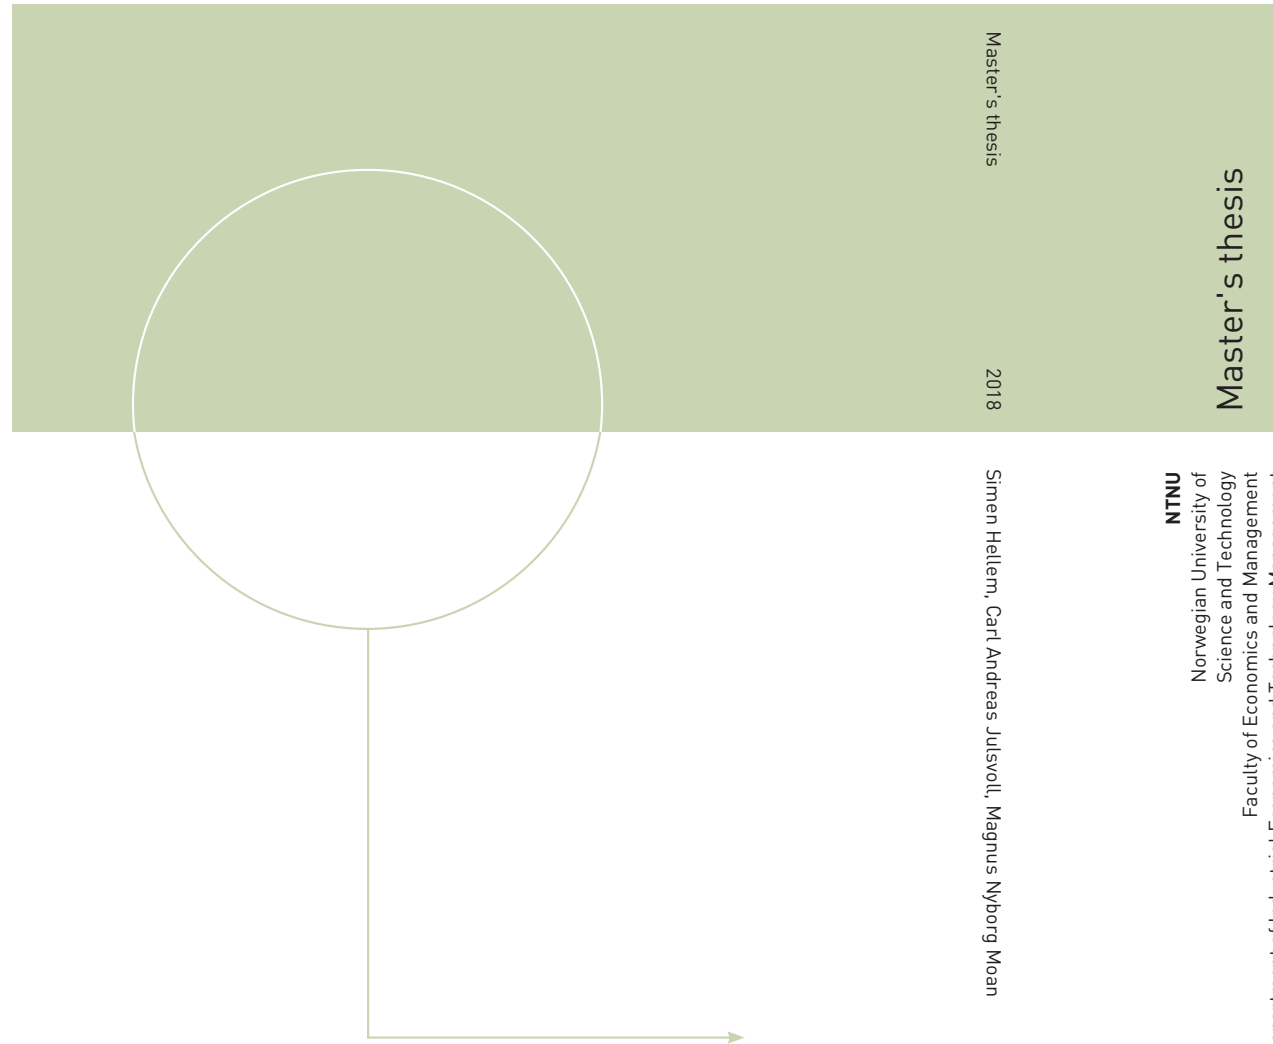 Master's thesis
2018
Simen Hellem, Carl Andreas Julsvoll, Magnus Nyborg Moan
Master's thesis
NTNU
Norwegian University of
Science and Technology
Faculty of Economics and Management